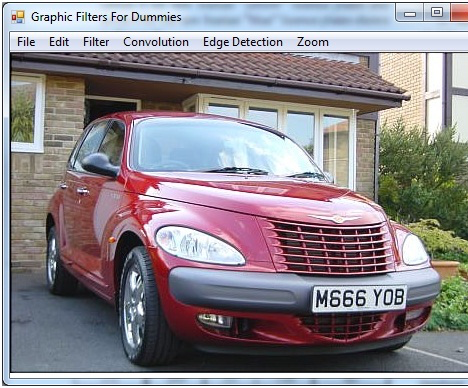 Graphic Filters For Dummies
File Edit Filter Convolution Edge Detection Zoom
M666 YOB